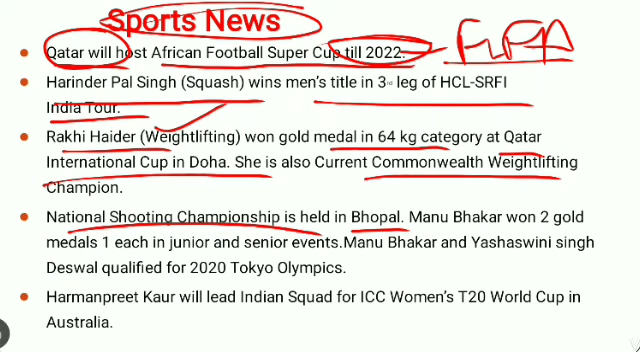 Sports News
Qatar will host African Football Super Cup till 2022 FIFA
Harinder Pal Singh (Squash) wins men's title in 3rd leg of HCL-SRFI
India Tour.
Rakhi Haider (Weightlifting) won gold medal in 64 kg category at Qatar
International Cup in Doha. She is also Current Commonwealth Weightlifting
Champion.
National Shooting Championship is held in Bhopal. Manu Bhakar won 2 gold
medals 1 each in junior and senior events.Manu Bhakar and Yashaswini singh
Deswal qualified for 2020 Tokyo Olympics.
Harmanpreet Kaur will lead Indian Squad for ICC Women's T20 World Cup in
Australia.